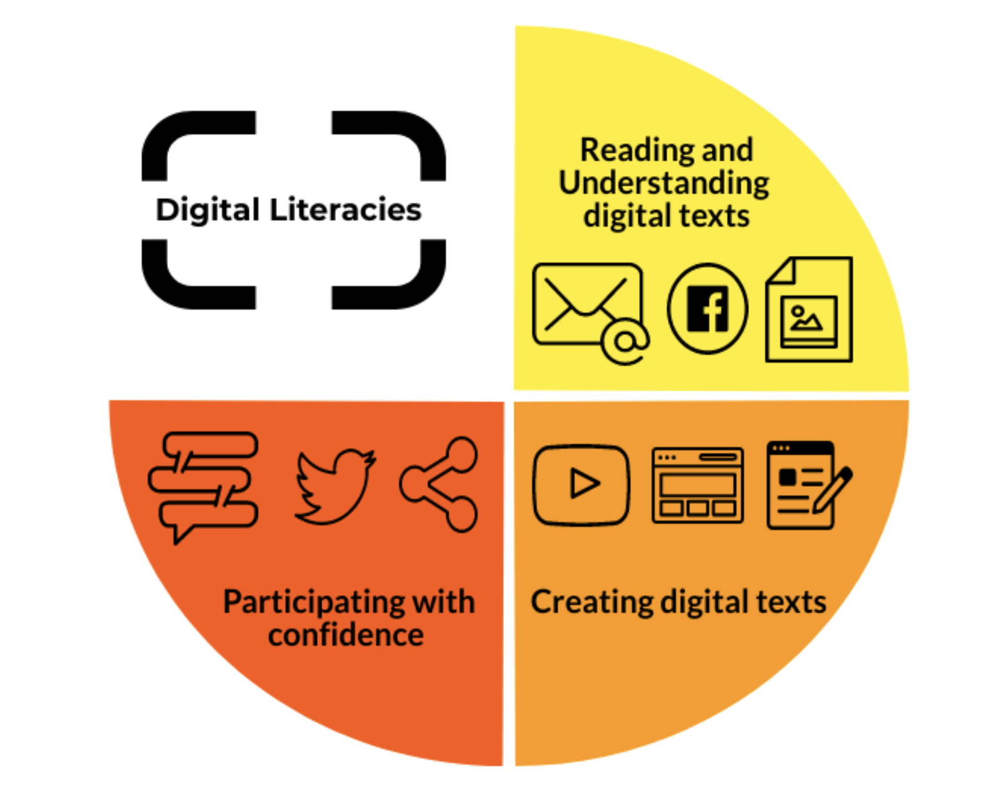 Digital Literacies
Reading and
Understanding
digital texts
Participating with
confidence
Creating digital texts